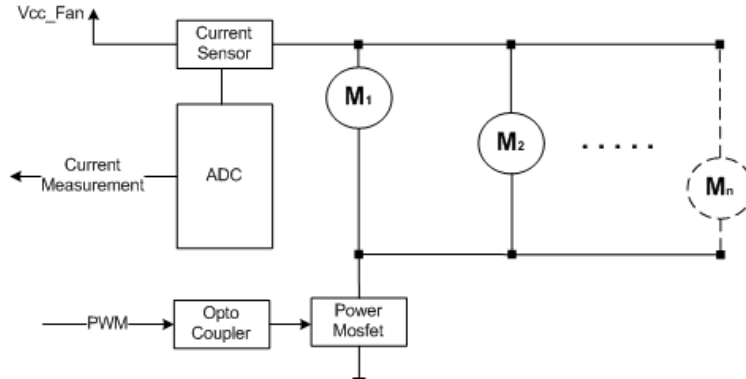 Vcc_Fan
Current
Sensor
M1
M2
.....
Mn
ADC
Current
Measurement
PWM
Opto
Coupler
Power
Mosfet